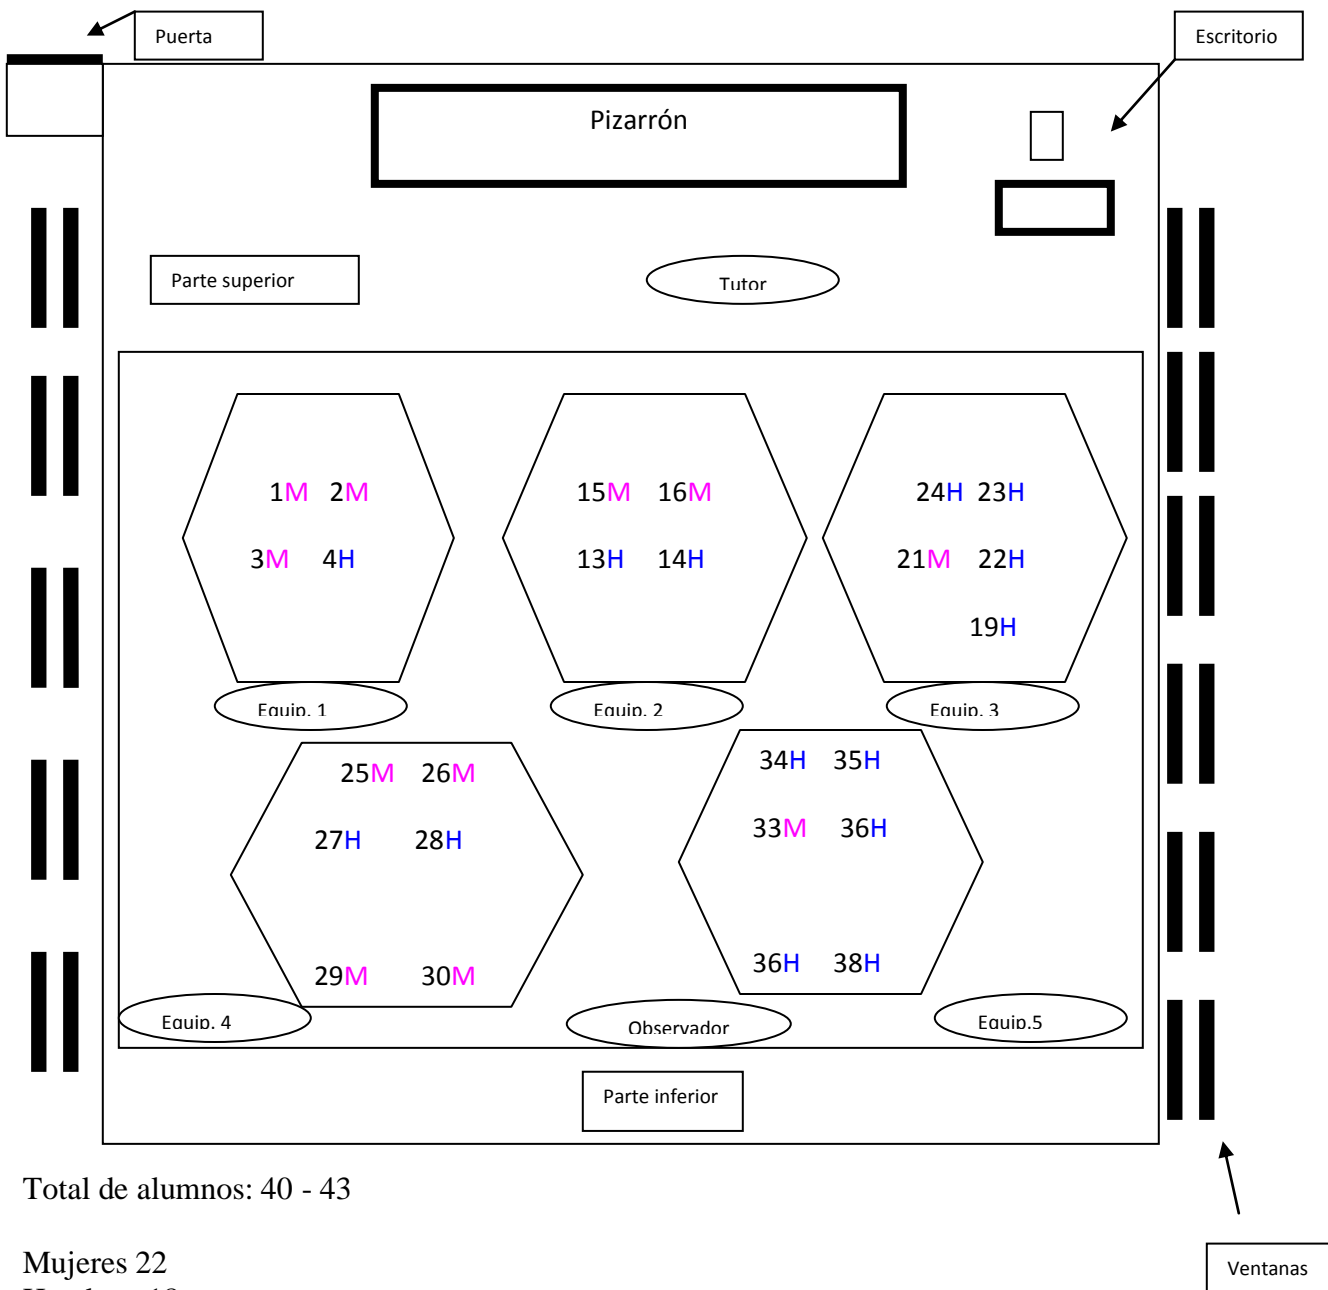 Puerta
Escritorio
Pizarrón
Parte superior
Tutor
1M 2M
3M 4H
15M 16M
13H 14H
24H 23H
21M 22H
19H
Equip. 1
Equip. 2
Equip. 3
25M 26M
27H 28H
29M 30M
34H 35H
33M 36H
36H 38H
Equip. 4
Observador
Equip.5
Parte inferior
Total de alumnos: 40 - 43
Mujeres 22
Ventanas